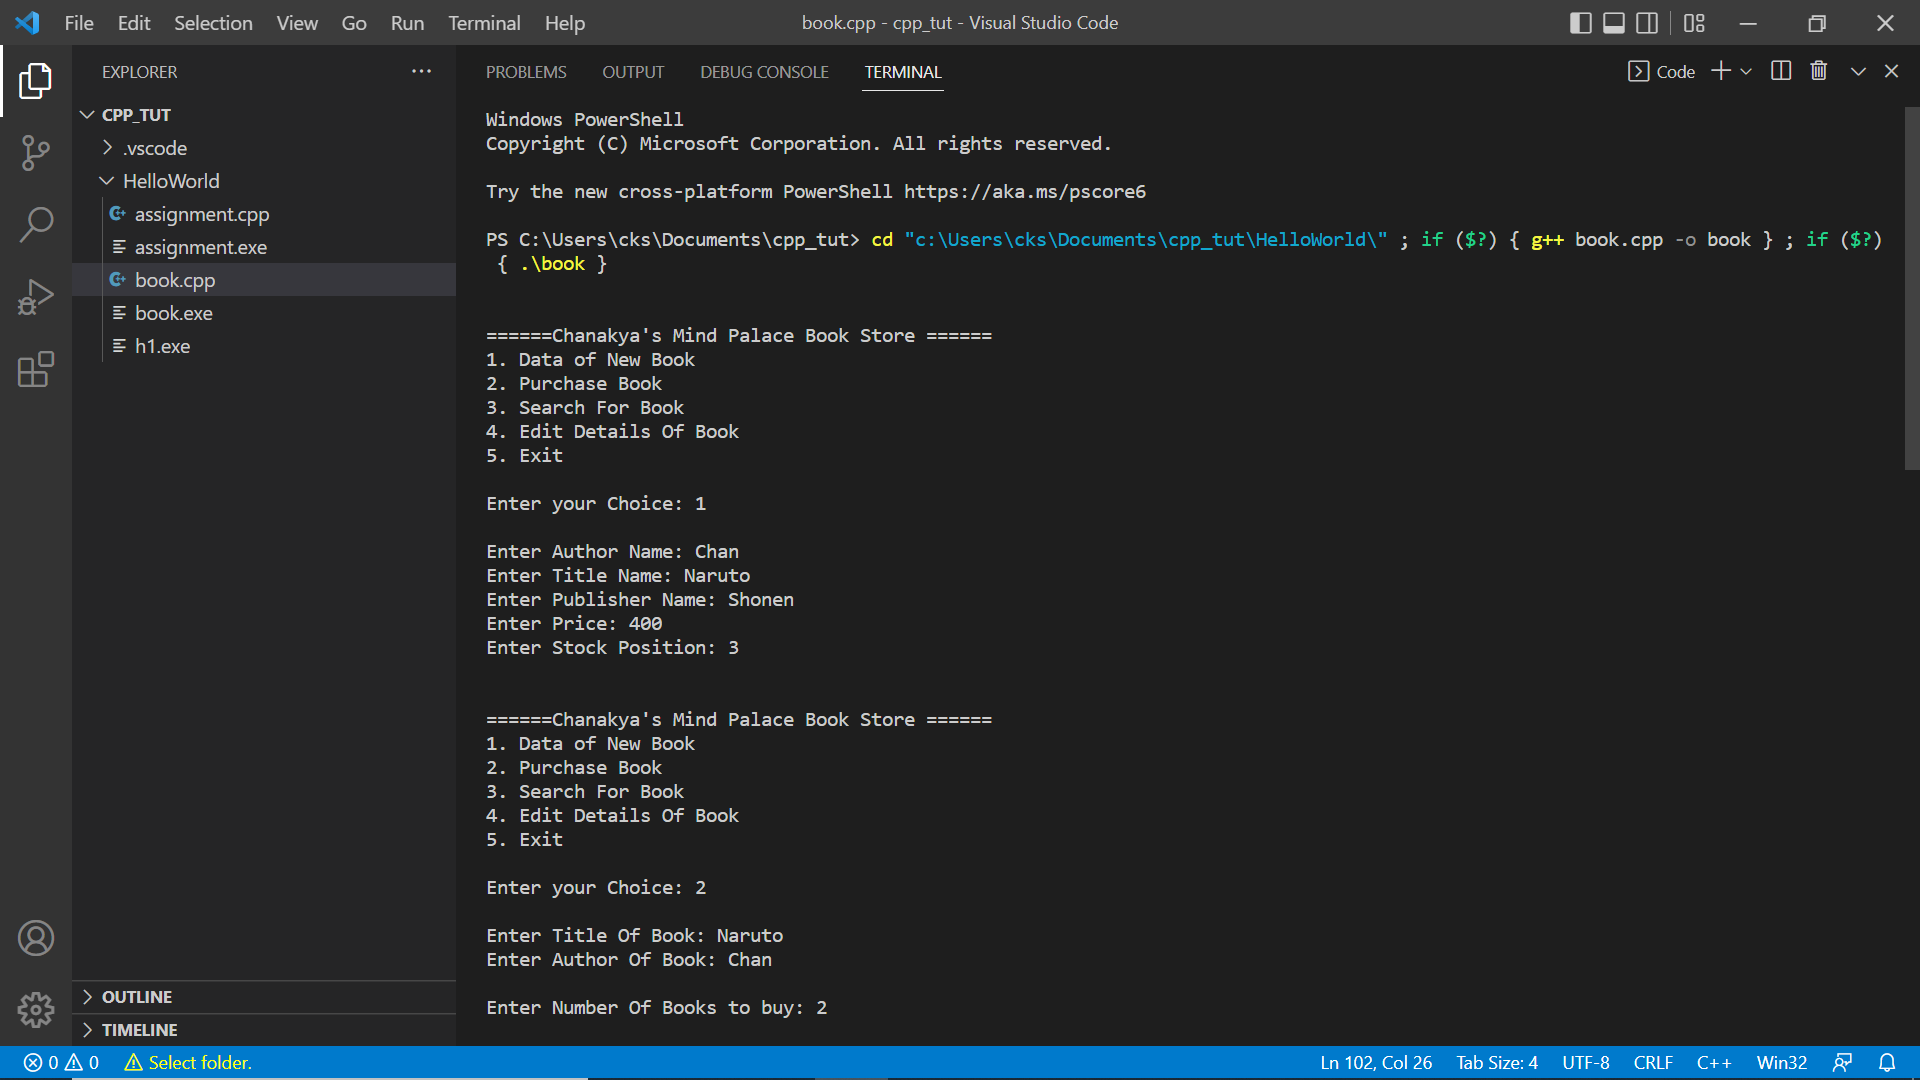 File Edit Selection View Go Run Terminal Help
book.cpp - cpp_tut - Visual Studio Code
EXPLORER
CPP_TUT
.vscode
HelloWorld
assignment.cpp
assignment.exe
book.cpp
book.exe
h1.exe
OUTLINE
TIMELINE
PROBLEMS OUTPUT DEBUG CONSOLE TERMINAL
Code
Windows PowerShell
Copyright (C) Microsoft Corporation. All rights reserved.
Try the new cross-platform PowerShell https://aka.ms/pscore6
PS C:\Users\cks\Documents\cpp_tut> cd "c:\Users\cks\Documents\cpp_tut\HelloWorld\" ; if ($?) { g++ book.cpp -o book } ; if ($?)
{ .\book }
======Chanakya's Mind Palace Book Store ======
1. Data of New Book
2. Purchase Book
3. Search For Book
4. Edit Details Of Book
5. Exit
Enter your Choice: 1
Enter Author Name: Chan
Enter Title Name: Naruto
Enter Publisher Name: Shonen
Enter Price: 400
Enter Stock Position: 3
======Chanakya's Mind Palace Book Store ======
1. Data of New Book
2. Purchase Book
3. Search For Book
4. Edit Details Of Book
5. Exit
Enter your Choice: 2
Enter Title Of Book: Naruto
Enter Author Of Book: Chan
Enter Number Of Books to buy: 2
0 0 Select folder.
Ln 102, Col 26 Tab Size: 4 UTF-8 CRLF C++ Win32